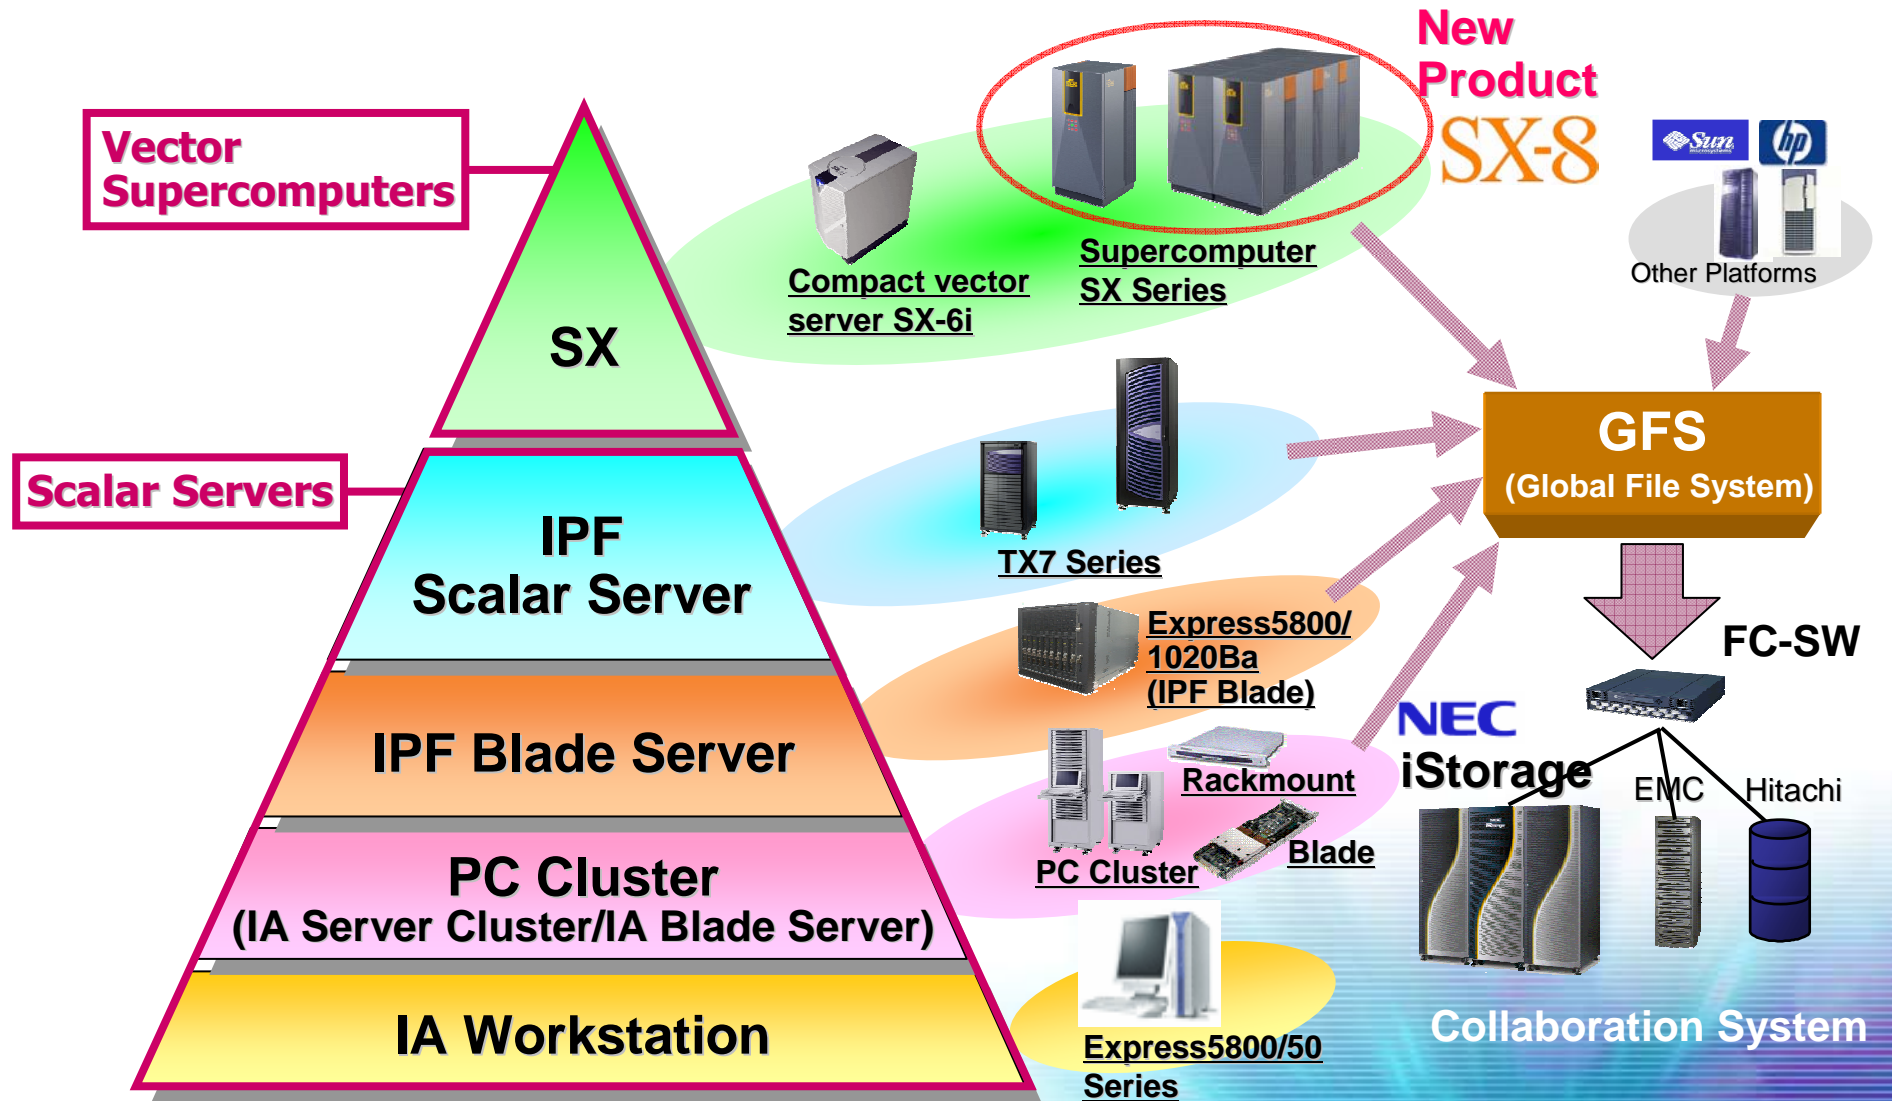 New
Product
SX-8
Vector
Supercomputers
Sun
microsystems
hp
Supercomputer
SX Series
Compact vector
server SX-6i
Other Platforms
SX
GFS
(Global File System)
Scalar Servers
IPF
Scalar Server
TX7 Series
Express5800/
1020Ba
(IPF Blade)
FC-SW
NEC
iStorage
IPF Blade Server
Rackmount
EMC
Hitachi
Blade
PC Cluster
PC Cluster
(IA Server Cluster/IA Blade Server)
IA Workstation
Express5800/50
Series
Collaboration System